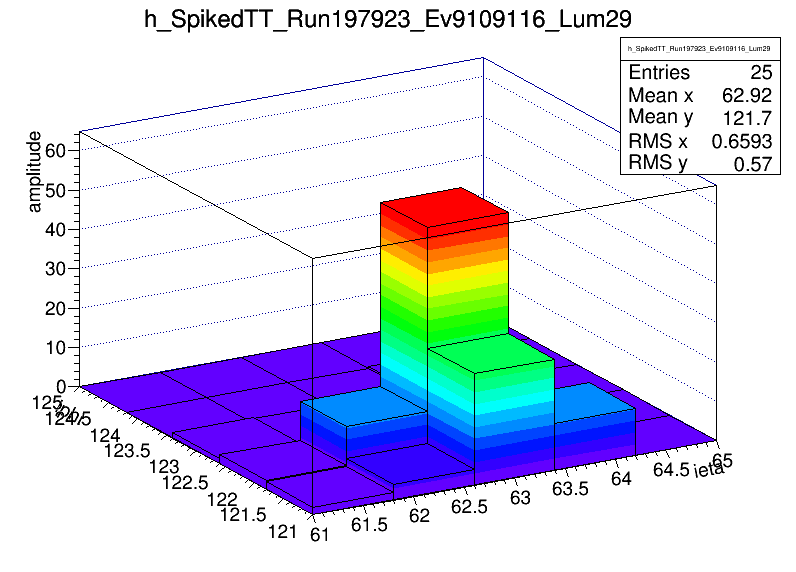 h_SpikedTT_Run197923_Ev9109116_Lum29
h_SpikedTT_Run197923_Ev9109116_Lum29
Entries 25
Mean x 62.92
Mean y 121.7
RMS x 0.6593
RMS y 0.57
amplitude
60
50
40
30
20
10
0
125
124.5
124
123.5
123
122.5
122
121.5
121
61
61.5
62
62.5
63
63.5
64
64.5
65
ieta